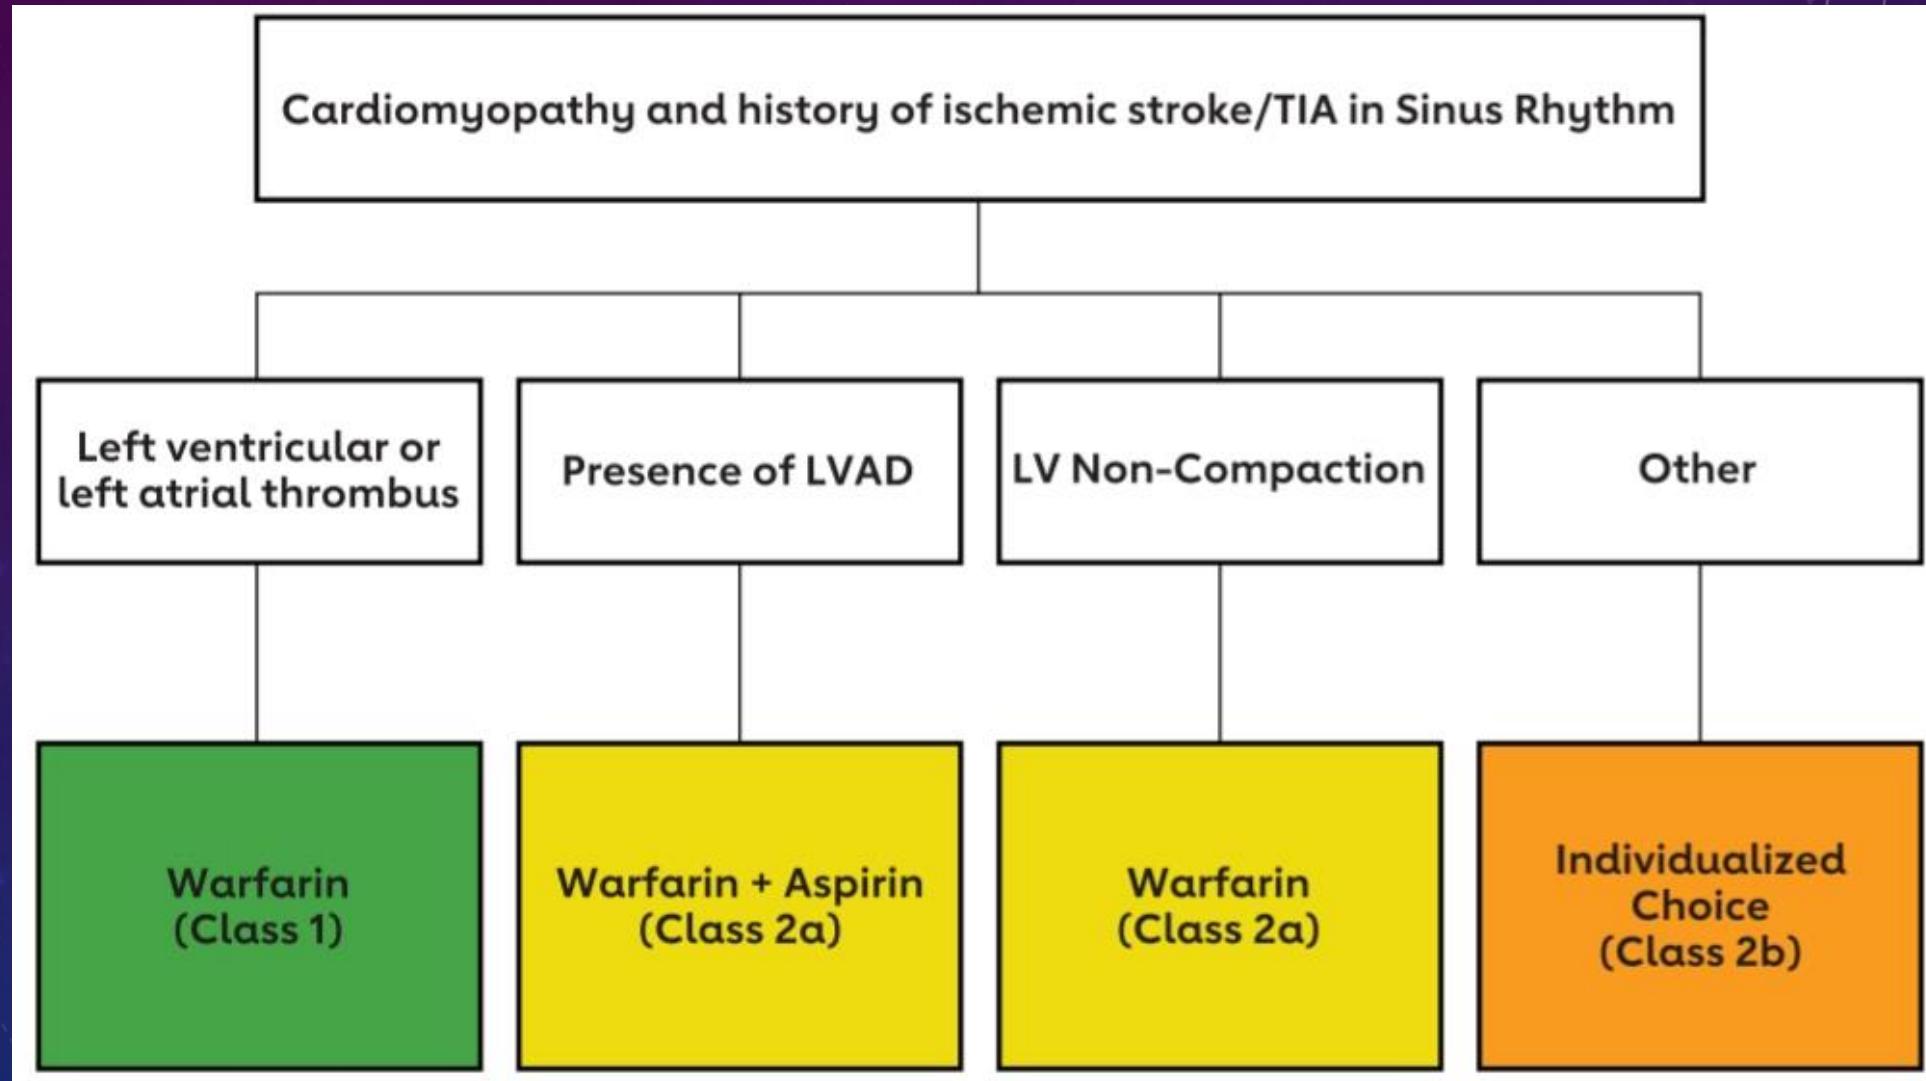 Cardiomyopathy and history of ischemic stroke/TIA in Sinus Rhythm
Left ventricular or
left atrial thrombus
Presence of LVAD
LV Non-Compaction
Other
Warfarin
(Class 1)
Warfarin + Aspirin
(Class 2a)
Warfarin
(Class 2a)
Individualized
Choice
(Class 2b)